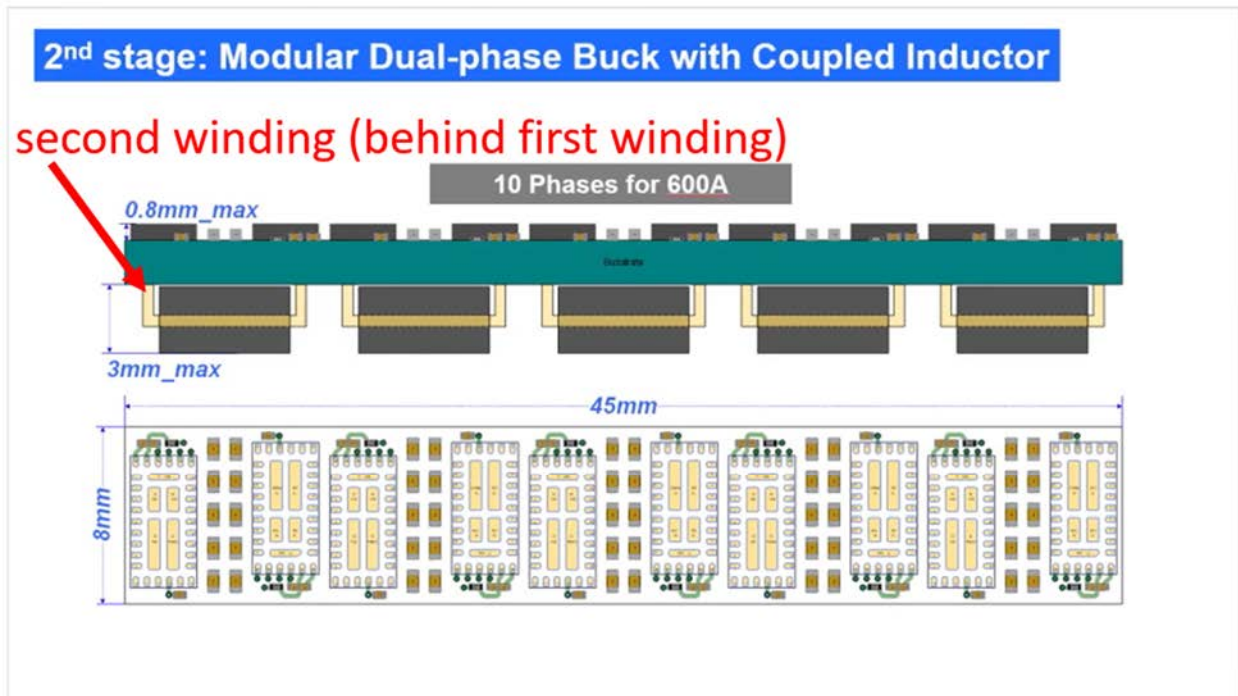 2nd stage: Modular Dual-phase Buck with Coupled Inductor
second winding (behind first winding)
10 Phases for 600A
0.8mm_max
Substrate
3mm_max
45mm
8mm